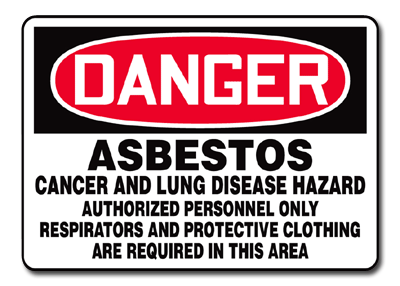 DANGER
ASBESTOS
CANCER AND LUNG DISEASE HAZARD
AUTHORIZED PERSONNEL ONLY
RESPIRATORS AND PROTECTIVE CLOTHING
ARE REQUIRED IN THIS AREA